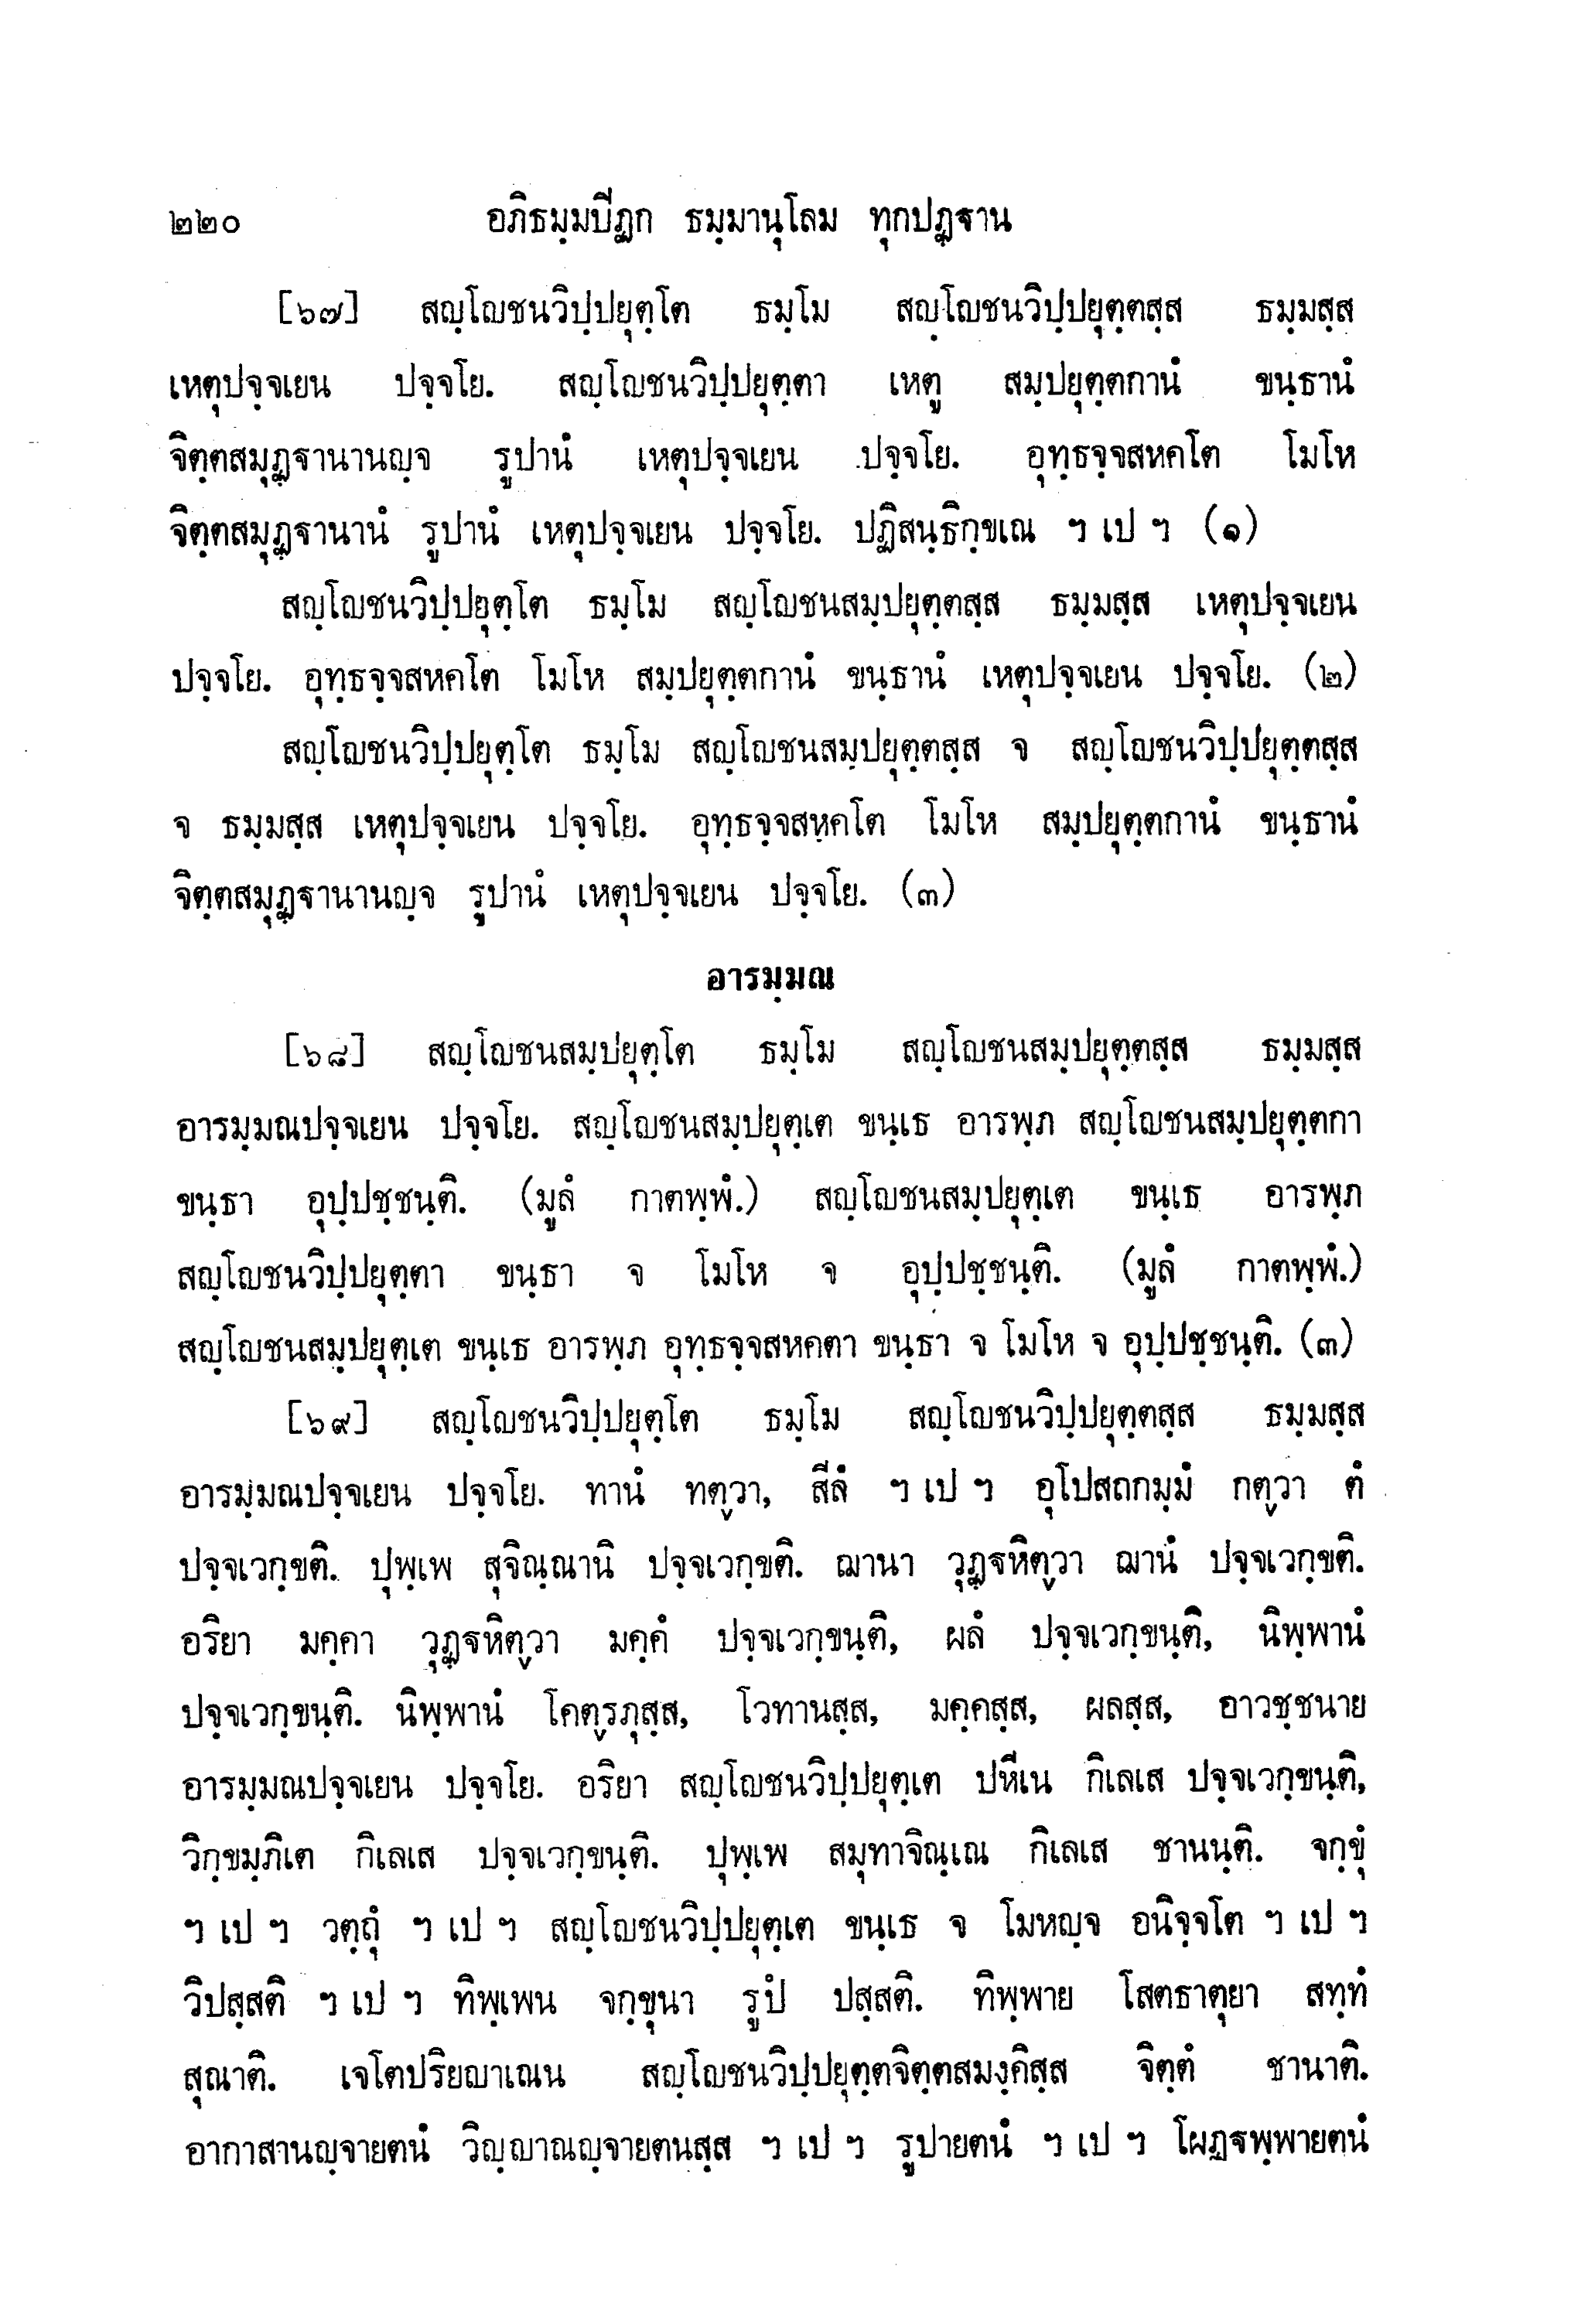 ๒๒๐ อภิธมฺมปิฏก ธมฺมานุโลม ทุกปฏฺฐาน
[๖๗] สญฺโญชนวิปฺปยุตฺโต ธมฺโม สญฺโญชนวิปฺปยุตฺตสฺส ธมฺมสฺส
เหตุปจฺจเยน ปจฺจโย. สญฺโญชนวิปฺปยุตฺตา เหตู สมฺปยุตฺตกานํ ขนฺธานํ
จิตฺตสมุฏฺฐานานญฺจ รูปานํ เหตุปจฺจเยน ปจฺจโย. อุทฺธจฺจสหคโต โมโห
จิตฺตสมุฏฺฐานานํ รูปานํ เหตุปจฺจเยน ปจฺจโย. ปฏิสนฺธิกฺขเณ ฯ เป ฯ (๑)
สญฺโญชนวิปฺปยุตฺโต ธมฺโม สญฺโญชนสมฺปยุตฺตสฺส ธมฺมสฺส เหตุปจฺจเยน
ปจฺจโย. อุทฺธจฺจสหคโต โมโห สมฺปยุตฺตกานํ ขนฺธานํ เหตุปจฺจเยน ปจฺจโย. (๒)
สญฺโญชนวิปฺปยุตฺโต ธมฺโม สญฺโญชนสมฺปยุตฺตสฺส จ สญฺโญชนวิปฺปยุตฺตสฺส
จ ธมฺมสฺส เหตุปจฺจเยน ปจฺจโย. อุทฺธจฺจสหคโต โมโห สมฺปยุตฺตกานํ ขนฺธานํ
จิตฺตสมุฏฺฐานานญฺจ รูปานํ เหตุปจฺจเยน ปจฺจโย. (๓)
อารมฺมณ
[๖๘] สญฺโญชนสมฺปยุตฺโต ธมฺโม สญฺโญชนสมฺปยุตฺตสฺส ธมฺมสฺส
อารมฺมณปจฺจเยน ปจฺจโย. สญฺโญชนสมฺปยุตฺเต ขนฺเธ อารพฺภ สญฺโญชนสมฺปยุตฺตกา
ขนฺธา อุปฺปชฺชนฺติ. (มูลํ กาตพฺพํ.) สญฺโญชนสมฺปยุตฺเต ขนฺเธ อารพฺภ
สญฺโญชนวิปฺปยุตฺตา ขนฺธา จ โมโห จ อุปฺปชฺชนฺติ. (มูลํ กาตพฺพํ.)
สญฺโญชนสมฺปยุตฺเต ขนฺเธ อารพฺภ อุทฺธจฺจสหคตา ขนฺธา จ โมโห จ อุปฺปชฺชนฺติ. (๓)
[๖๙] สญฺโญชนวิปฺปยุตฺโต ธมฺโม สญฺโญชนวิปฺปยุตฺตสฺส ธมฺมสฺส
อารมฺมณปจฺจเยน ปจฺจโย. ทานํ ทตฺวา, สีลํ ฯ เป ฯ อุโปสถกมฺมํ กตฺวา ตํ
ปจฺจเวกฺขติ. ปุพฺเพ สุจิณฺณานิ ปจฺจเวกฺขติ. ฌานา วุฏฺฐหิตฺวา ฌานํ ปจฺจเวกฺขติ.
อริยา มคฺคา วุฏฺฐหิตฺวา มคฺคํ ปจฺจเวกฺขนฺติ, ผลํ ปจฺจเวกฺขนฺติ, นิพฺพานํ
ปจฺจเวกฺขนฺติ. นิพฺพานํ โคตฺรภุสฺส, โวทานสฺส, มคฺคสฺส, ผลสฺส, อาวชฺชนาย
อารมฺมณปจฺจเยน ปจฺจโย. อริยา สญฺโญชนวิปฺปยุตฺเต ปหีเน กิเลเส ปจฺจเวกฺขนฺติ,
วิกฺขมฺภิเต กิเลเส ปจฺจเวกฺขนฺติ. ปุพฺเพ สมุทาจิณฺเณ กิเลเส ชานนฺติ. จกฺขุํ
ฯ เป ฯ วตฺถุํ ฯ เป ฯ สญฺโญชนวิปฺปยุตฺเต ขนฺเธ จ โมหญฺจ อนิจฺจโต ฯ เป ฯ
วิปสฺสติ ฯ เป ฯ ทิพฺเพน จกฺขุนา รูปํ ปสฺสติ. ทิพฺพาย โสตธาตุยา สทฺทํ
สุณาติ. เจโตปริยญาเณน สญฺโญชนวิปฺปยุตฺตจิตฺตสมงฺคิสฺส จิตฺตํ ชานาติ.
อากาสานญฺจายตนํ วิญฺญาณญฺจายตนสฺส ฯ เป ฯ รูปายตนํ ฯ เป ฯ โผฏฺฐพฺพายตนํ